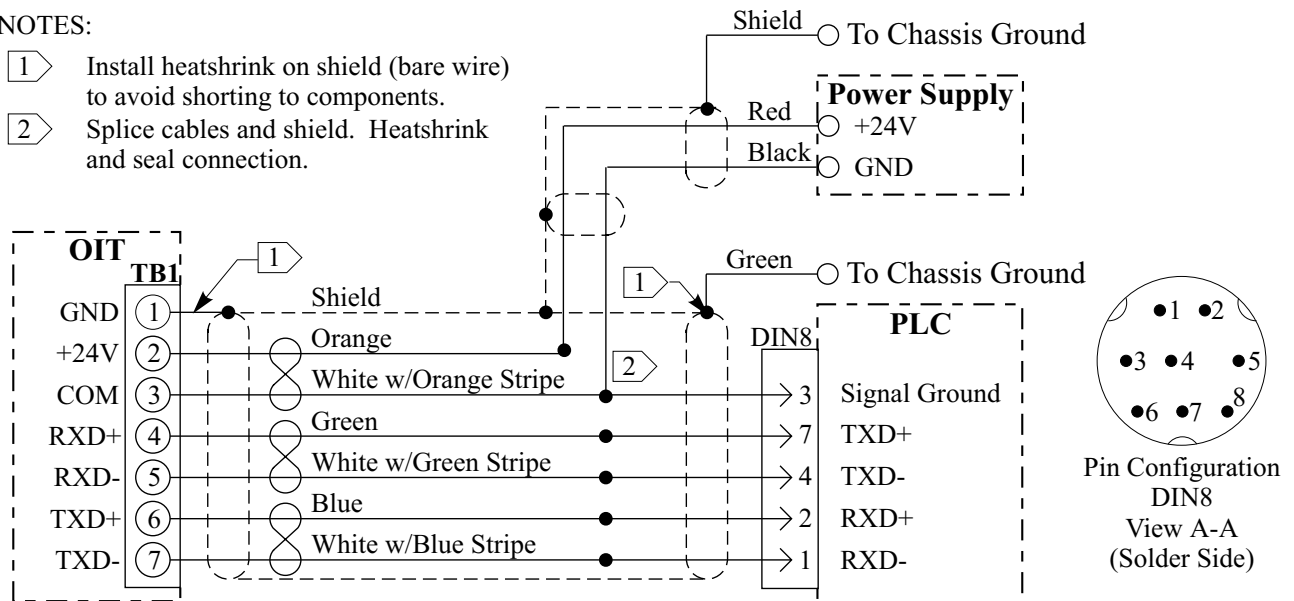 NOTES:
1
Install heatshrink on shield (bare wire)
to avoid shorting to components.
2
Splice cables and shield. Heatshrink
and seal connection.
Shield
To Chassis Ground
Power Supply
Red
+24V
Black
GND
OIT
TB1
1
Shield
GND 1
+24V 2
Orange
COM 3
White w/Orange Stripe
RXD+ 4
Green
RXD- 5
White w/Green Stripe
TXD+ 6
Blue
TXD- 7
White w/Blue Stripe
1
Green
To Chassis Ground
2
DIN8
PLC
3 Signal Ground
7 TXD+
4 TXD-
2 RXD+
1 RXD-
1 2
3 4 5
6 7 8
Pin Configuration
DIN8
View A-A
(Solder Side)